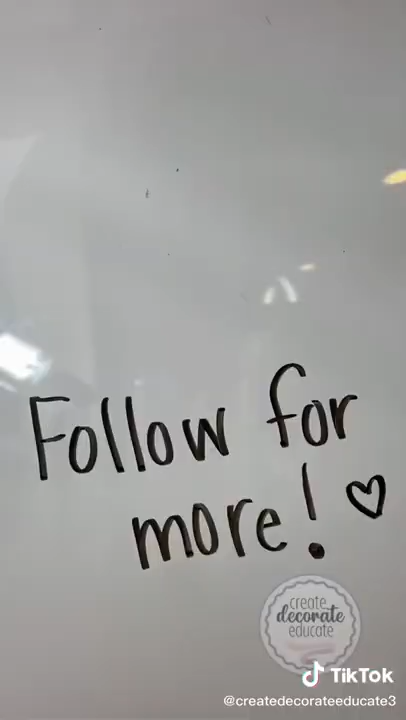 Follow for
more! ♡
create
decorate
educate
TikTok
@createdecorateeducate3